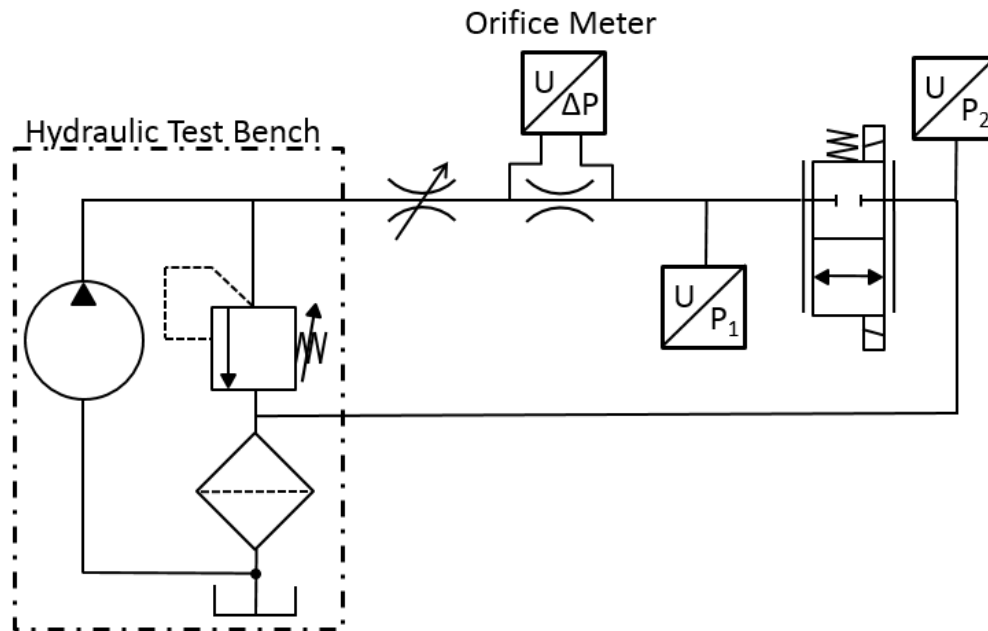 Orifice Meter
U
ΔP
U
P₂
Hydraulic Test Bench
U
P₁